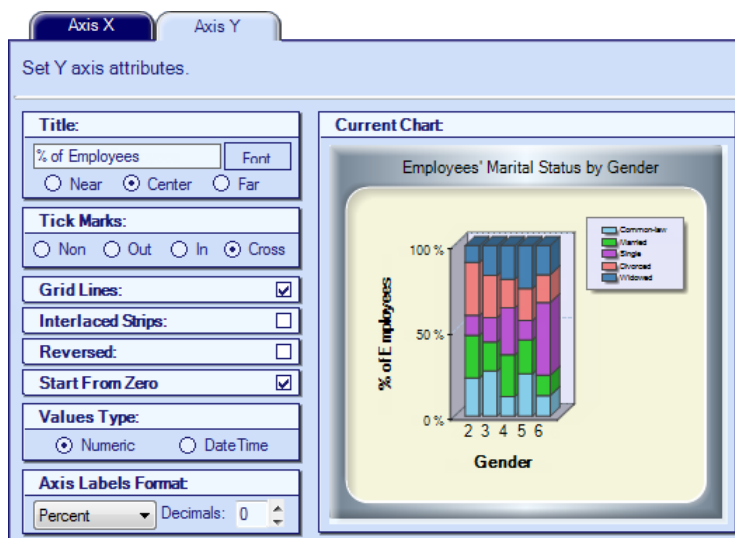 Axis X Axis Y
Set Y axis attributes.
Title:
% of Employees Font
Near Center Far
Tick Marks:
Non Out In Cross
Grid Lines:
Interlaced Strips:
Reversed:
Start From Zero
Values Type:
Numeric DateTime
Axis Labels Format:
Percent Decimals: 0
Current Chart:
Employees' Marital Status by Gender
Common-law
Married
Single
Divorced
Widowed
100 %
50 %
0 %
% of Employees
2 3 4 5 6
Gender